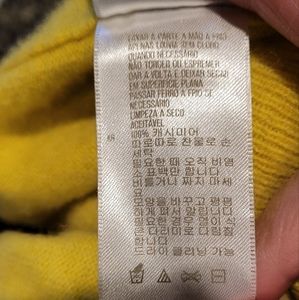 LAVAR À PARTE À MÃO A FRIO
APENAS LIXÍVIA SEM CLORO
QUANDO NECESSÁRIO
NÃO TORCER OU ESPREMER
DAR A VOLTA E DEIXAR SECAR
EM SUPERFÍCIE PLANA
PASSAR FERRO A FRIO SE
NECESSÁRIO
LIMPEZA A SECO
ACEITÁVEL
100% 캐시미어
따로따로 찬물로 손
세탁
필요한 때 오직 비염
소 표백만 합니다
비틀거나 짜지 마세
요
모양을 바꾸고 평평
하게 펴서 말립니다
필요한 경우 열이 식
은 다리미로 다림질
합니다
드라이 클리닝 가능